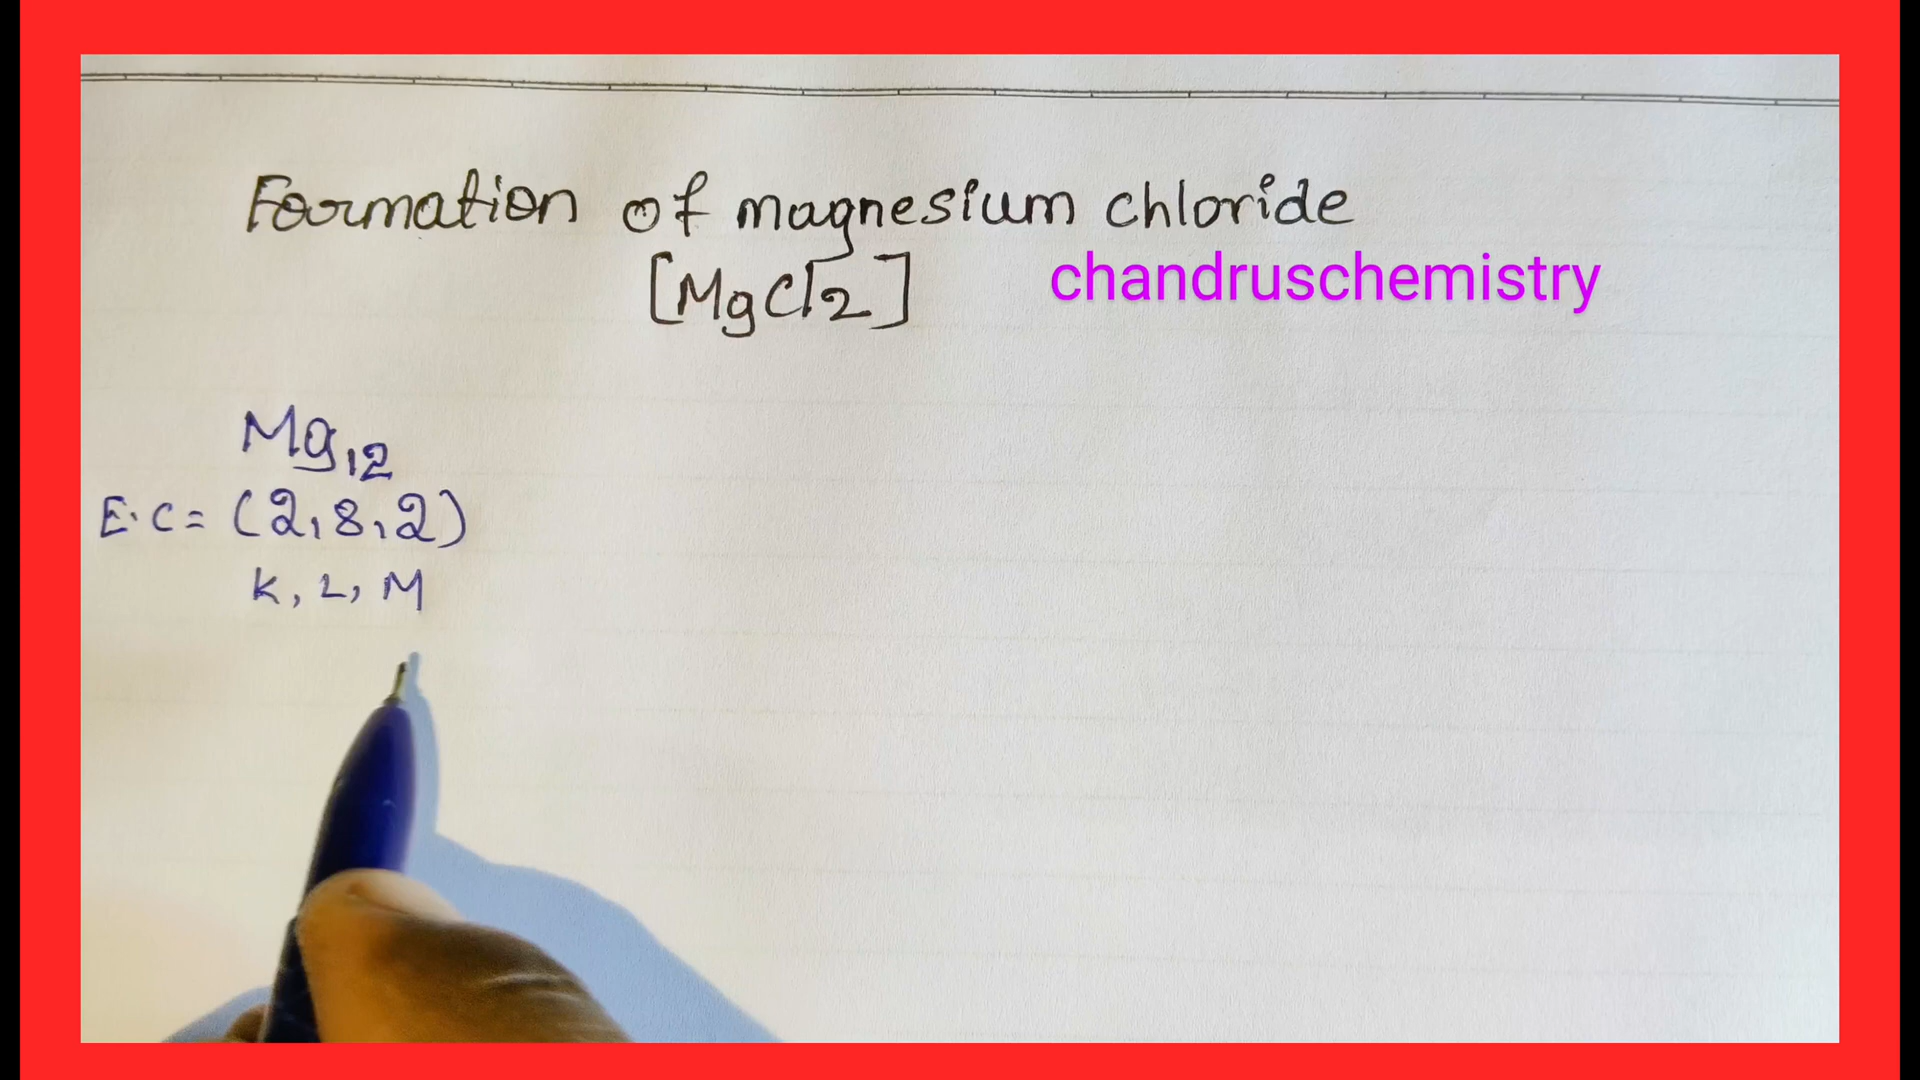 Formation of magnesium chloride
[MgCl2]
chandruschemistry
Mg12
E.C = (2,8,2)
K, L, M